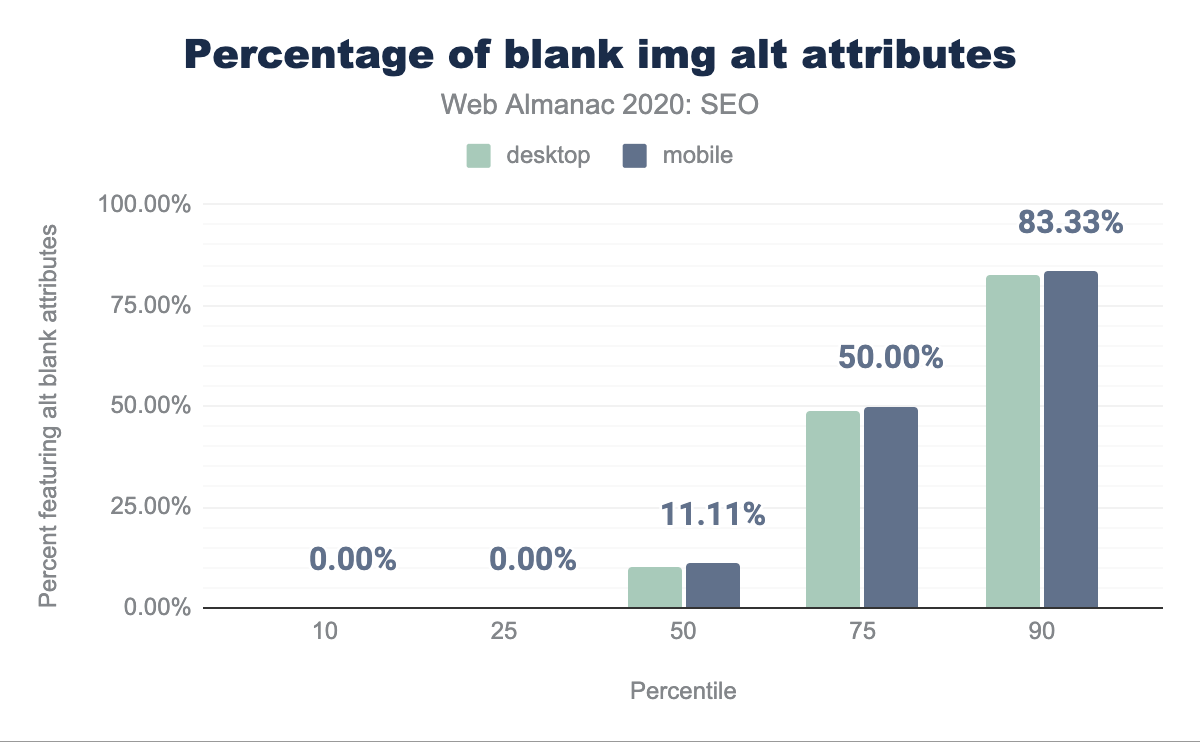 Percentage of blank img alt attributes
Web Almanac 2020: SEO
desktop
mobile
Percent featuring alt blank attributes
100.00%
75.00%
50.00%
25.00%
0.00%
0.00%
0.00%
11.11%
50.00%
83.33%
10
25
50
75
90
Percentile